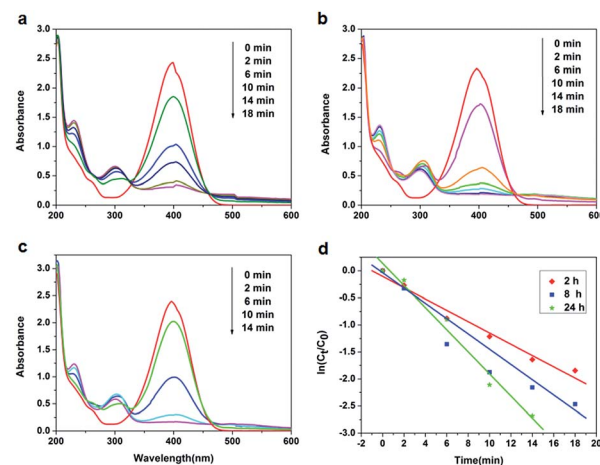 a
3.0
2.5
2.0
1.5
1.0
0.5
0.0
Absorbance
0 min
2 min
6 min
10 min
14 min
18 min
200 300 400 500 600
b
3.0
2.5
2.0
1.5
1.0
0.5
0.0
Absorbance
0 min
2 min
6 min
10 min
14 min
18 min
200 300 400 500 600
c
3.0
2.5
2.0
1.5
1.0
0.5
0.0
Absorbance
0 min
2 min
6 min
10 min
14 min
200 300 400 500 600
Wavelength(nm)
d
0.0
-0.5
-1.0
-1.5
-2.0
-2.5
-3.0
ln(Ct/C0)
2 h
8 h
24 h
-2 0 2 4 6 8 10 12 14 16 18 20
Time(min)